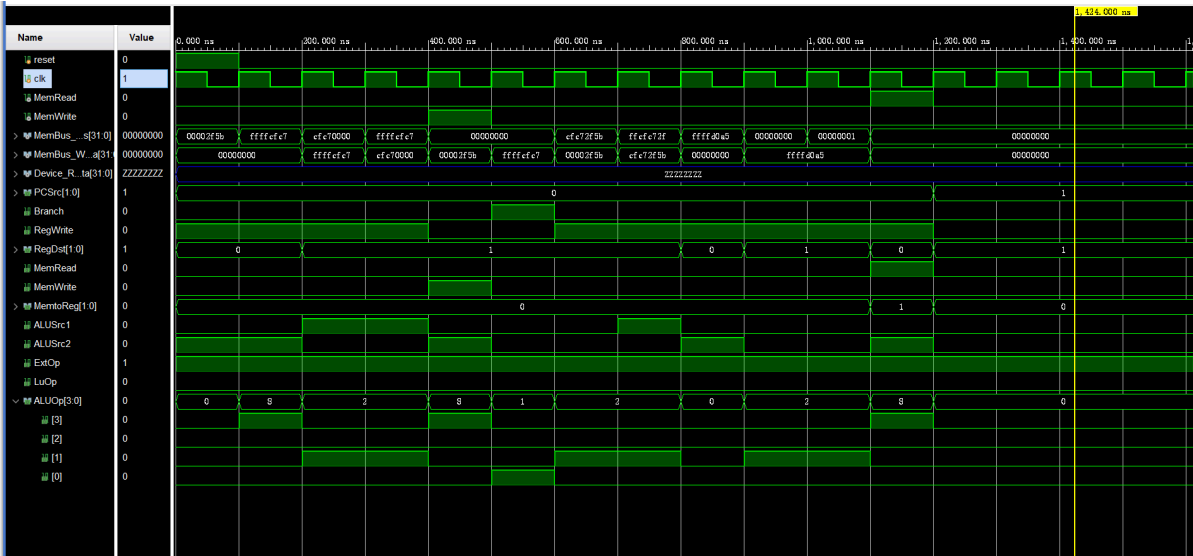 1,434.000 ns
Name Value
0.000 ns 200.000 ns 400.000 ns 600.000 ns 800.000 ns 1,000.000 ns 1,200.000 ns
reset 0
clk 1
MemRead 0
MemWrite 0
MemBus_...s[31:0] 00000000 00002f5b ffffcfc7 cfc70000 ffffcfc7 00000000 cfc72f5b ffcfc72f ffffd0a5 00000000 00000001 00000000
MemBus_W...a[31: 00000000 00000000 ffffcfc7 cfc70000 00002f5b ffffcfc7 00002f5b cfc72f5b 00000000 ffffd0a5 00000000
Device_R...ta[31:0] ZZZZZZZZ ZZZZZZZZ
PCSrc[1:0] 1 0 1
Branch 0
RegWrite 0
RegDst[1:0] 1 0 1 0 1 0 1
MemRead 0
MemWrite 0
MemtoReg[1:0] 0 0 1 0
ALUSrc1 0
ALUSrc2 0
ExtOp 1
LuOp 0
ALUOp[3:0] 0 0 8 2 8 1 2 0 2 8 0
[3] 0
[2] 0
[1] 0
[0] 0